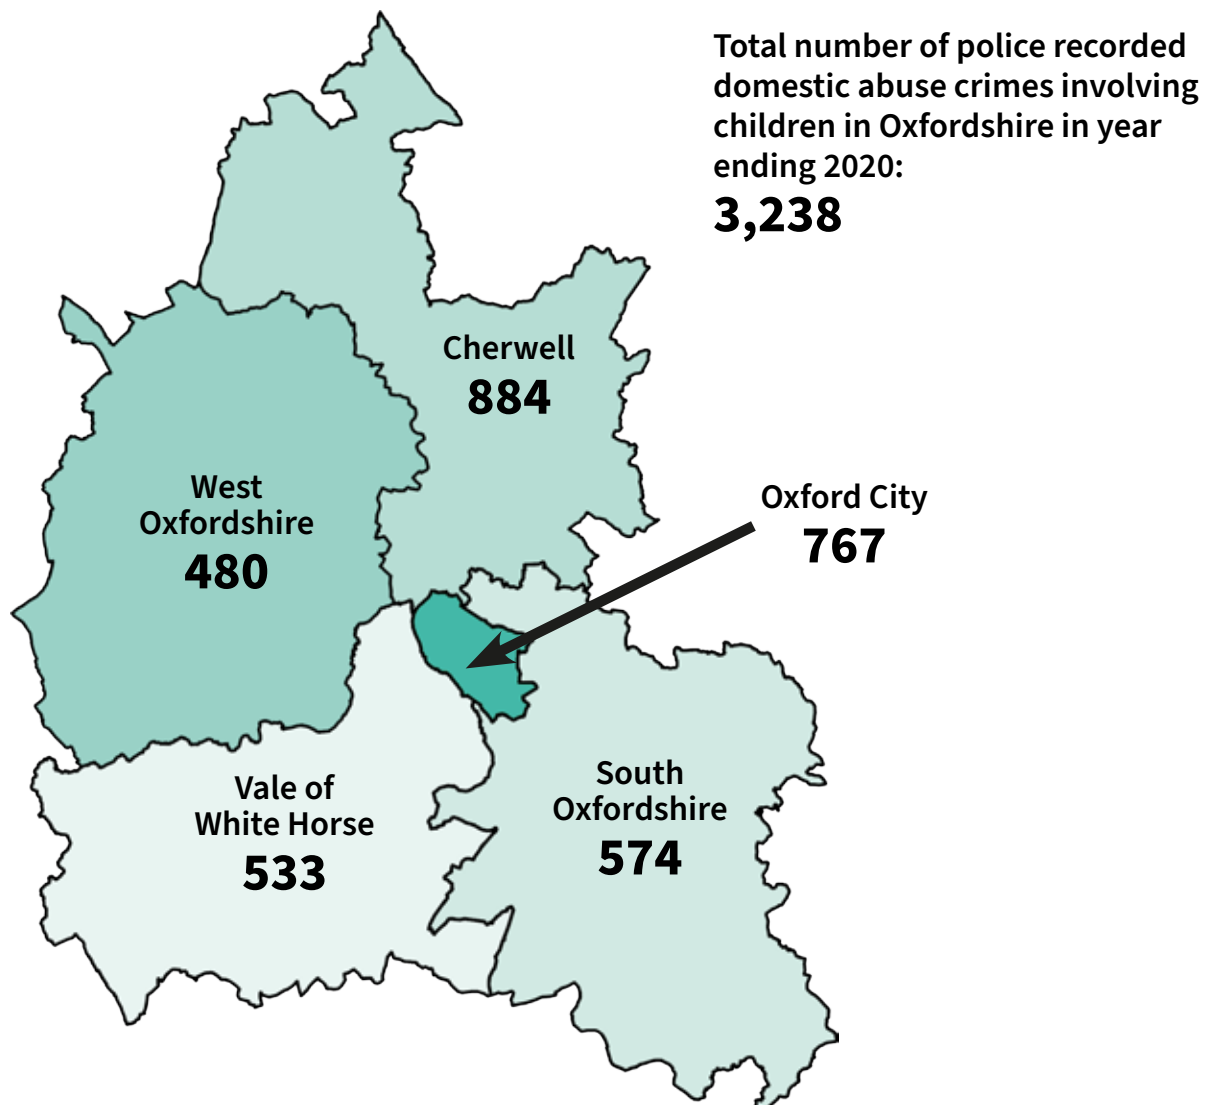 Total number of police recorded
domestic abuse crimes involving
children in Oxfordshire in year
ending 2020:
3,238
Cherwell
884
West
Oxfordshire
480
Oxford City
767
Vale of
White Horse
533
South
Oxfordshire
574